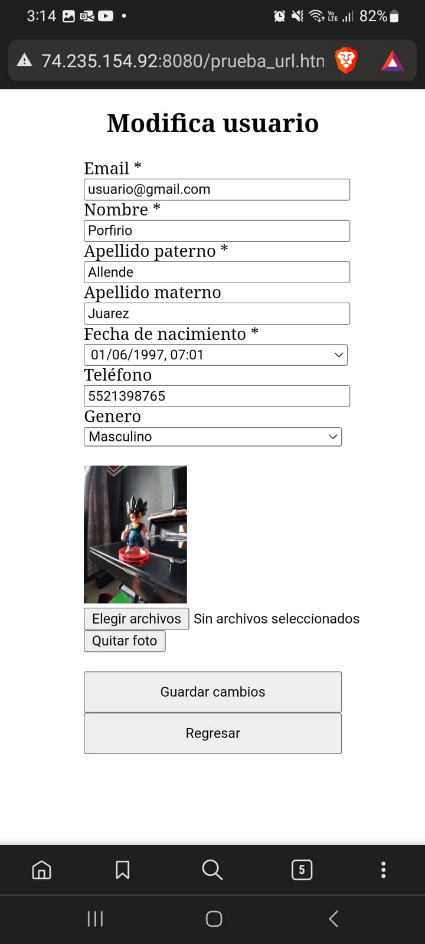 3:14 82%
74.235.154.92:8080/prueba_url.htn
Modifica usuario
Email *
usuario@gmail.com
Nombre *
Porfirio
Apellido paterno *
Allende
Apellido materno
Juarez
Fecha de nacimiento *
01/06/1997, 07:01
Teléfono
5521398765
Genero
Masculino
Elegir archivos Sin archivos seleccionados
Quitar foto
Guardar cambios
Regresar
5